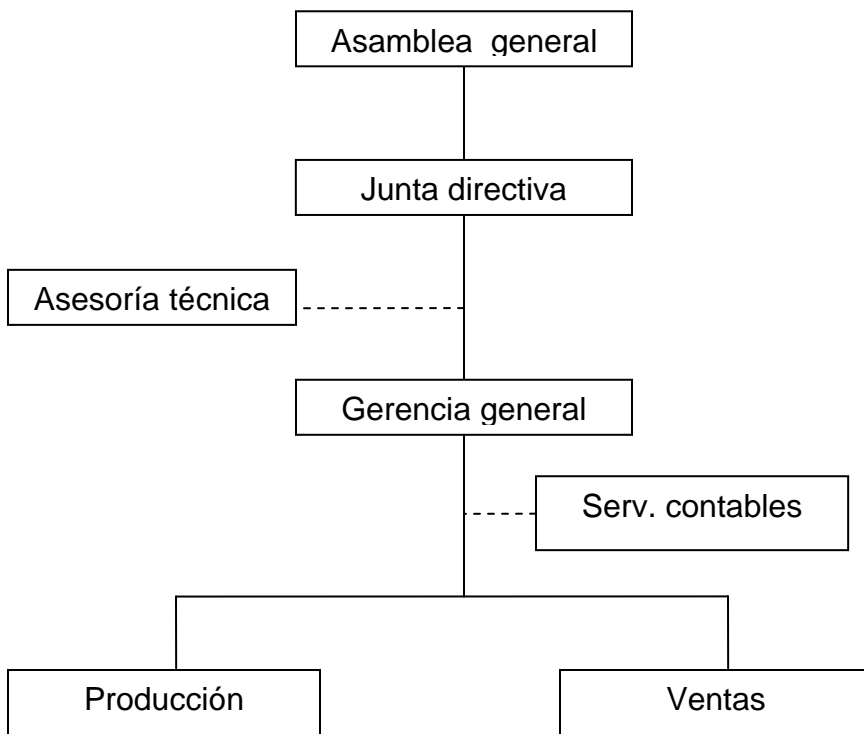 Asamblea general
Junta directiva
Asesoría técnica
Gerencia general
Serv. contables
Producción
Ventas